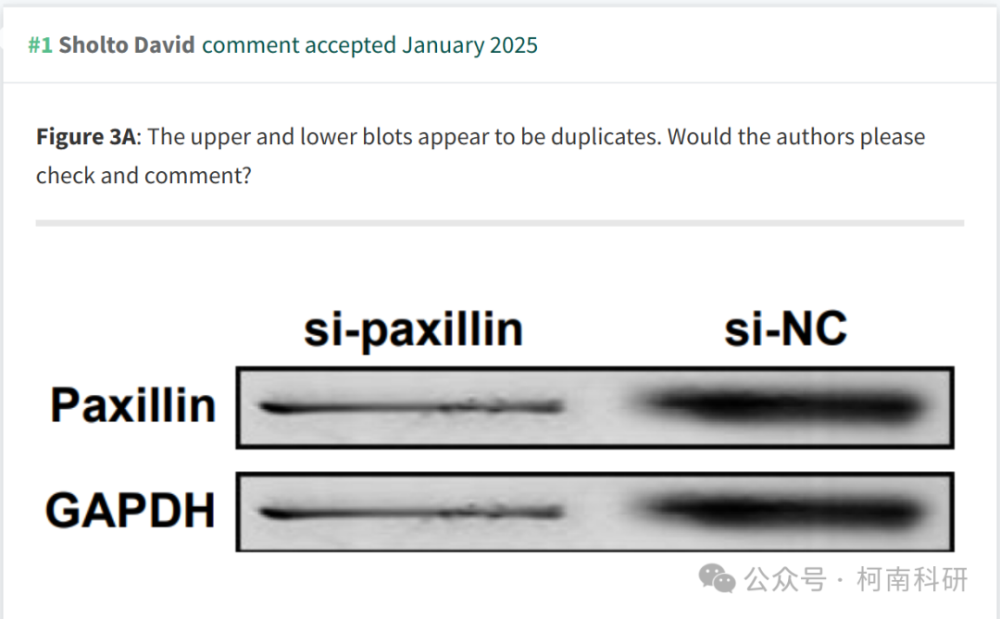 #1 Sholto David comment accepted January 2025
Figure 3A: The upper and lower blots appear to be duplicates. Would the authors please
check and comment?
si-paxillin si-NC
Paxillin
GAPDH
公众号 · 柯南科研